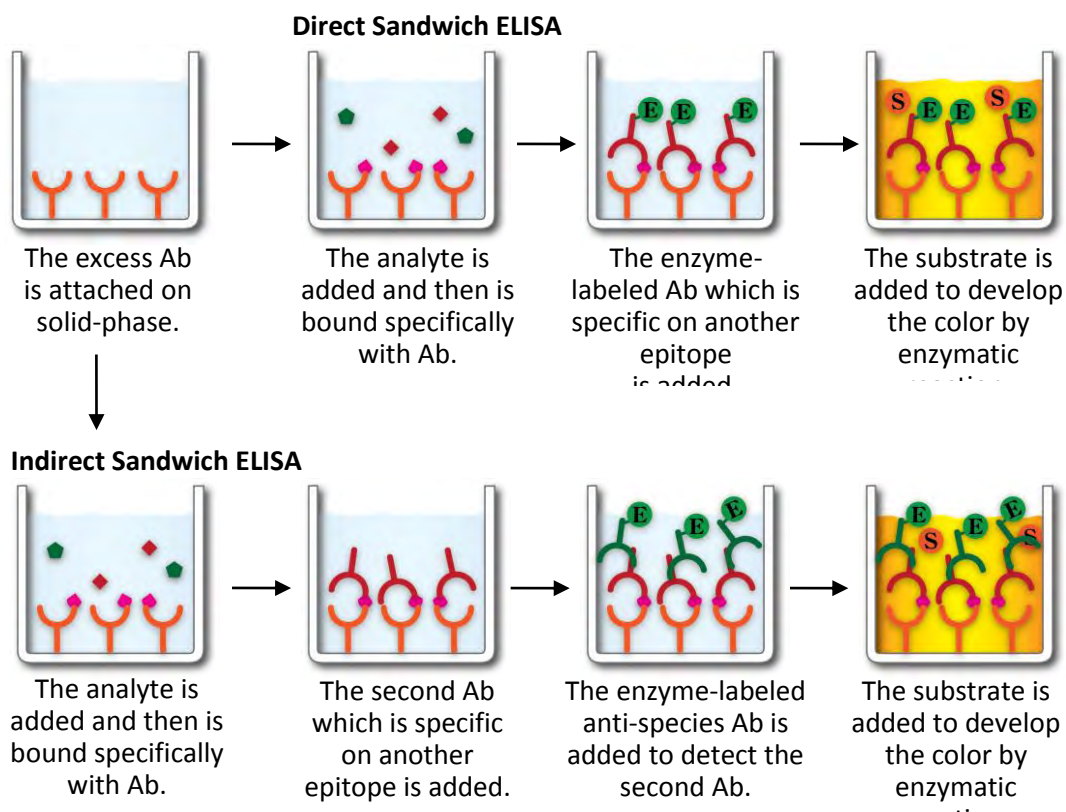 Direct Sandwich ELISA
E E E
S S
E E E
The excess Ab
is attached on
solid-phase.
The analyte is
added and then is
bound specifically
with Ab.
The enzyme-
labeled Ab which is
specific on another
epitope
is added
The substrate is
added to develop
the color by
enzymatic
Indirect Sandwich ELISA
E E E
E E E
S S
The analyte is
added and then is
bound specifically
with Ab.
The second Ab
which is specific
on another
epitope is added.
The enzyme-labeled
anti-species Ab is
added to detect the
second Ab.
The substrate is
added to develop
the color by
enzymatic